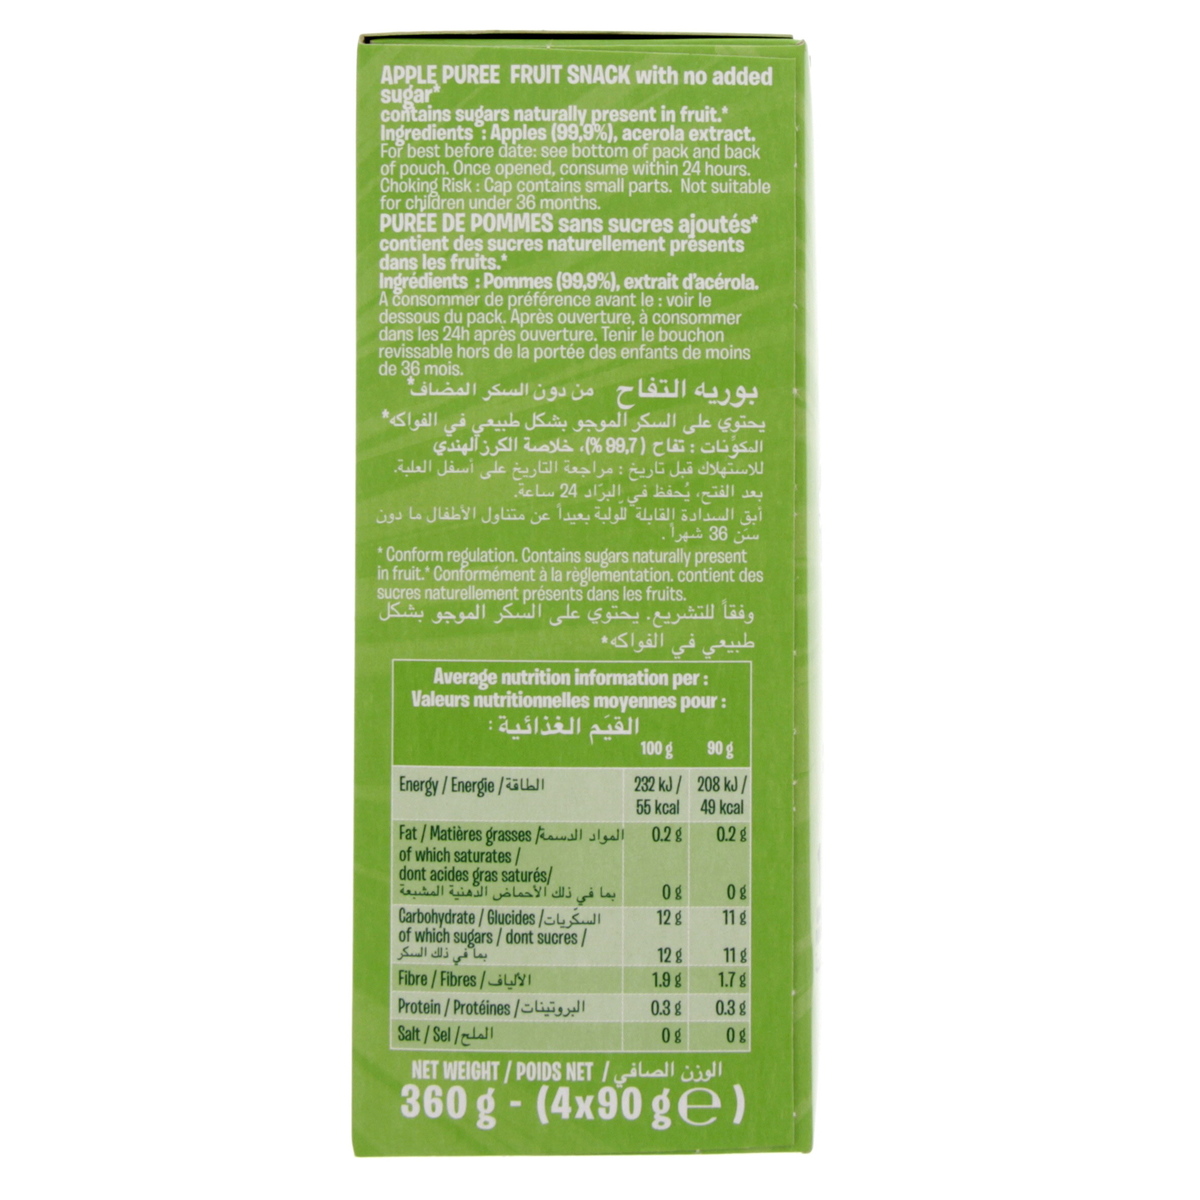 APPLE PUREE FRUIT SNACK with no added
sugar*
contains sugars naturally present in fruit.*
Ingredients : Apples (99,9%), acerola extract.
For best before date: see bottom of pack and back
of pouch. Once opened, consume within 24 hours.
Choking Risk : Cap contains small parts. Not suitable
for children under 36 months.
PURÉE DE POMMES sans sucres ajoutés*
contient des sucres naturellement présents
dans les fruits.*
Ingrédients : Pommes (99,9%), extrait d'acérola.
A consommer de préférence avant le : voir le
dessous du pack. Après ouverture, à consommer
dans les 24h après ouverture. Tenir le bouchon
revissable hors de la portée des enfants de moins
de 36 mois.
بوريه التفاح من دون السكر المضاف*
يحتوي على السكر الموجو بشكل طبيعي في الفواكه*
المكوّنات : تفاح (99,7 %)، خلاصة الكرز الهندي
للاستهلاك قبل تاريخ : مراجعة التاريخ على أسفل العلبة.
بعد الفتح، يُحفظ في البرّاد 24 ساعة.
أبق السدادة القابلة للّولبة بعيداً عن متناول الأطفال ما دون
سن 36 شهراً.
* Conform regulation. Contains sugars naturally present
in fruit.* Conformément à la règlementation. contient des
sucres naturellement présents dans les fruits.
وفقاً للتشريع. يحتوي على السكر الموجو بشكل
طبيعي في الفواكه*
Average nutrition information per :
Valeurs nutritionnelles moyennes pour :
القيَم الغذائية :
100 g 90 g
Energy / Energie / الطاقة 232 kJ / 208 kJ /
55 kcal 49 kcal
Fat / Matières grasses / المواد الدسمة 0.2 g 0.2 g
of which saturates /
dont acides gras saturés/
بما في ذلك الأحماض الدهنية المشبعة 0 g 0 g
Carbohydrate / Glucides / السكّريات 12 g 11 g
of which sugars / dont sucres /
بما في ذلك السكر 12 g 11 g
Fibre / Fibres / الألياف 1.9 g 1.7 g
Protein / Protéines / البروتينات 0.3 g 0.3 g
Salt / Sel / الملح 0 g 0 g
NET WEIGHT / POIDS NET / الوزن الصافي
360 g - (4x90 g ℮ )